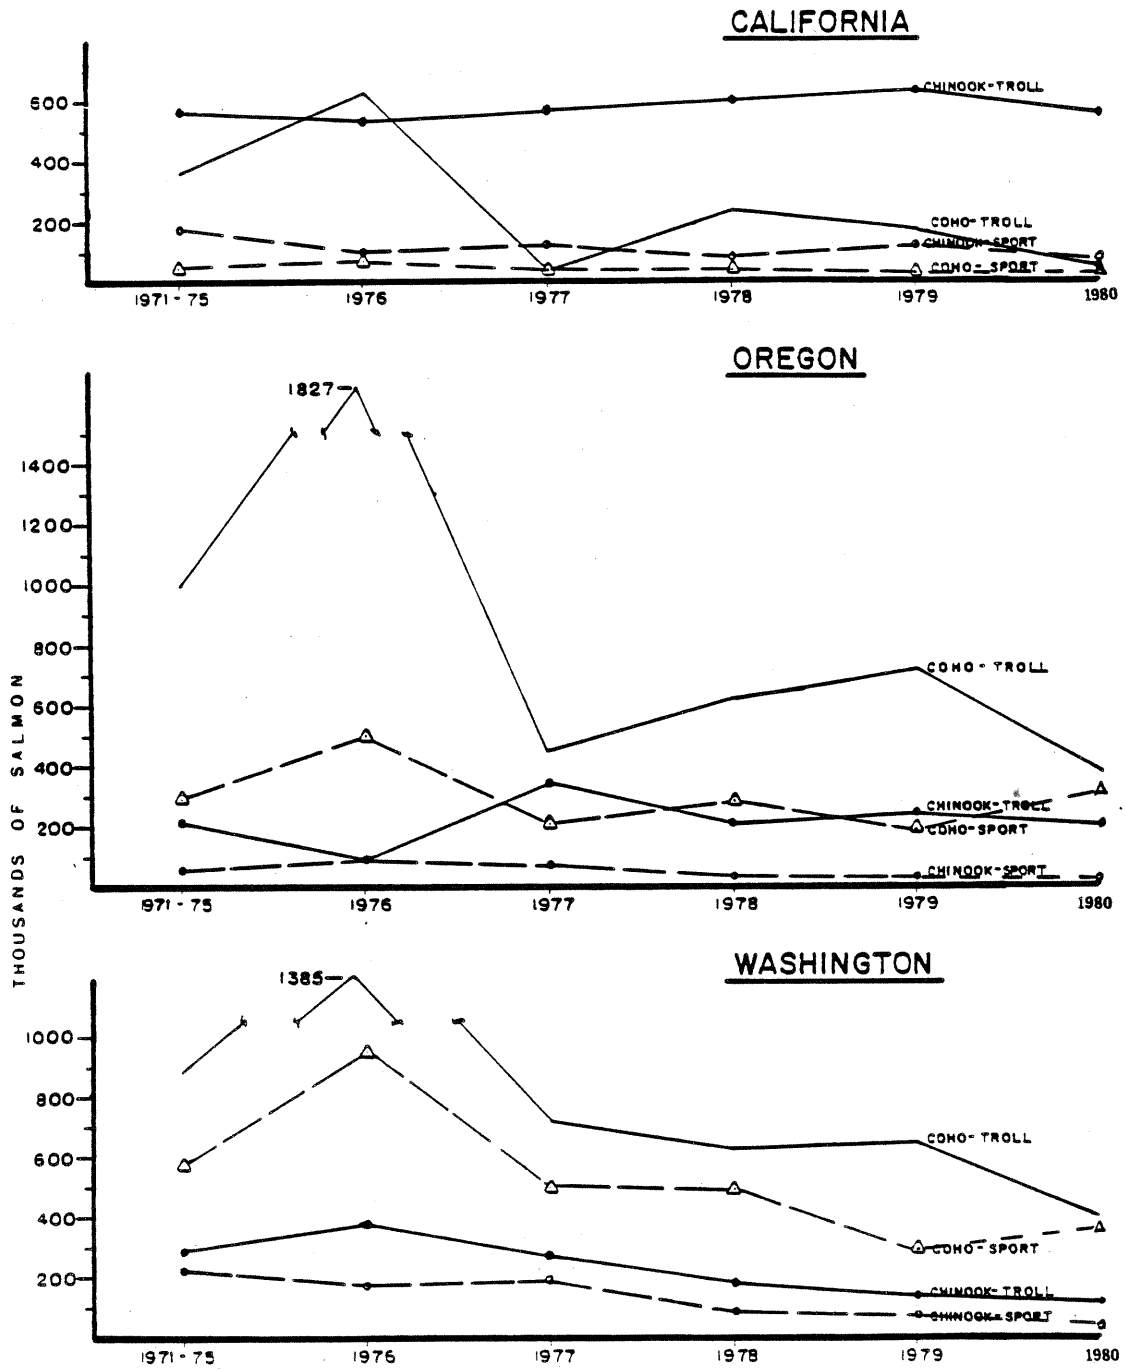 CALIFORNIA
600
400
200
CHINOOK-TROLL
COHO-TROLL
CHINOOK-SPORT
COHO-SPORT
1971-75 1976 1977 1978 1979 1980
OREGON
1827
1400
1200
1000
800
600
400
200
COHO-TROLL
CHINOOK-TROLL
COHO-SPORT
CHINOOK-SPORT
1971-75 1976 1977 1978 1979 1980
THOUSANDS OF SALMON
WASHINGTON
1385
1000
800
600
400
200
COHO-TROLL
COHO-SPORT
CHINOOK-TROLL
CHINOOK-SPORT
1971-75 1976 1977 1978 1979 1980